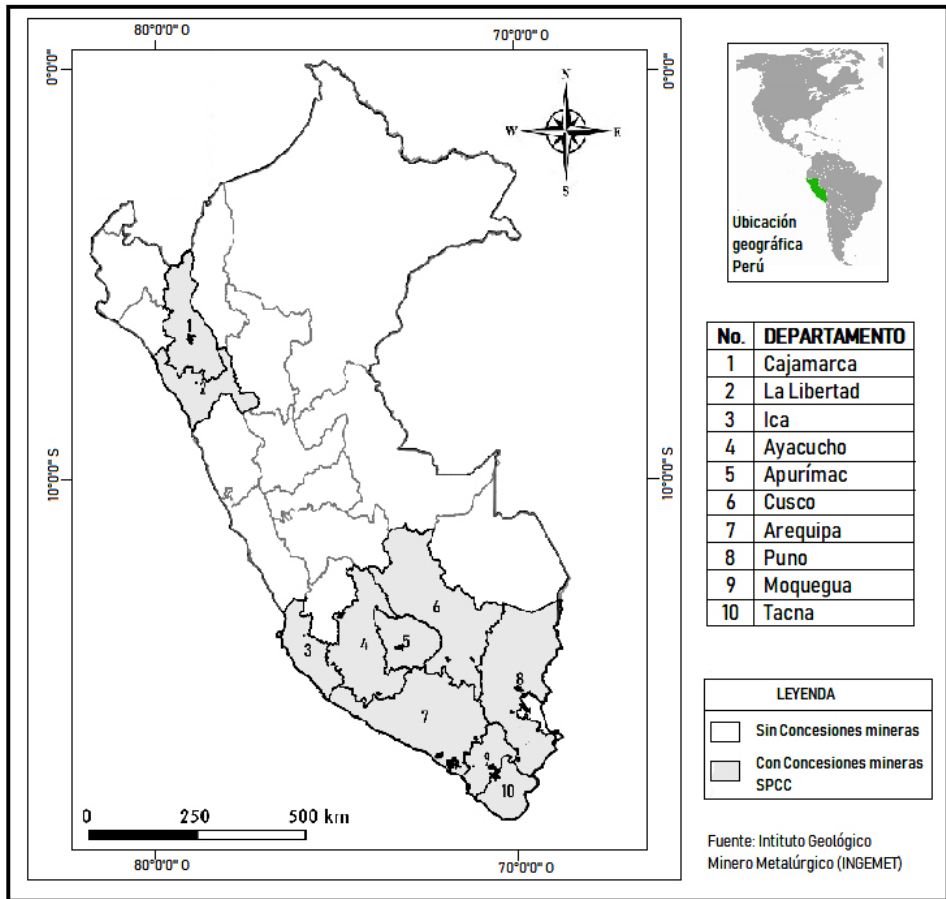 80°0'0" O
70°0'0" O
0°0'0"
0°0'0"
N
W
E
S
1
2
10°0'0" S
10°0'0" S
6
3
4
5
8
7
9
10
0 250 500 km
80°0'0" O
70°0'0" O
Ubicación
geográfica
Perú
No. DEPARTAMENTO
1 Cajamarca
2 La Libertad
3 Ica
4 Ayacucho
5 Apurímac
6 Cusco
7 Arequipa
8 Puno
9 Moquegua
10 Tacna
LEYENDA
Sin Concesiones mineras
Con Concesiones mineras
SPCC
Fuente: Intituto Geológico
Minero Metalúrgico (INGEMET)